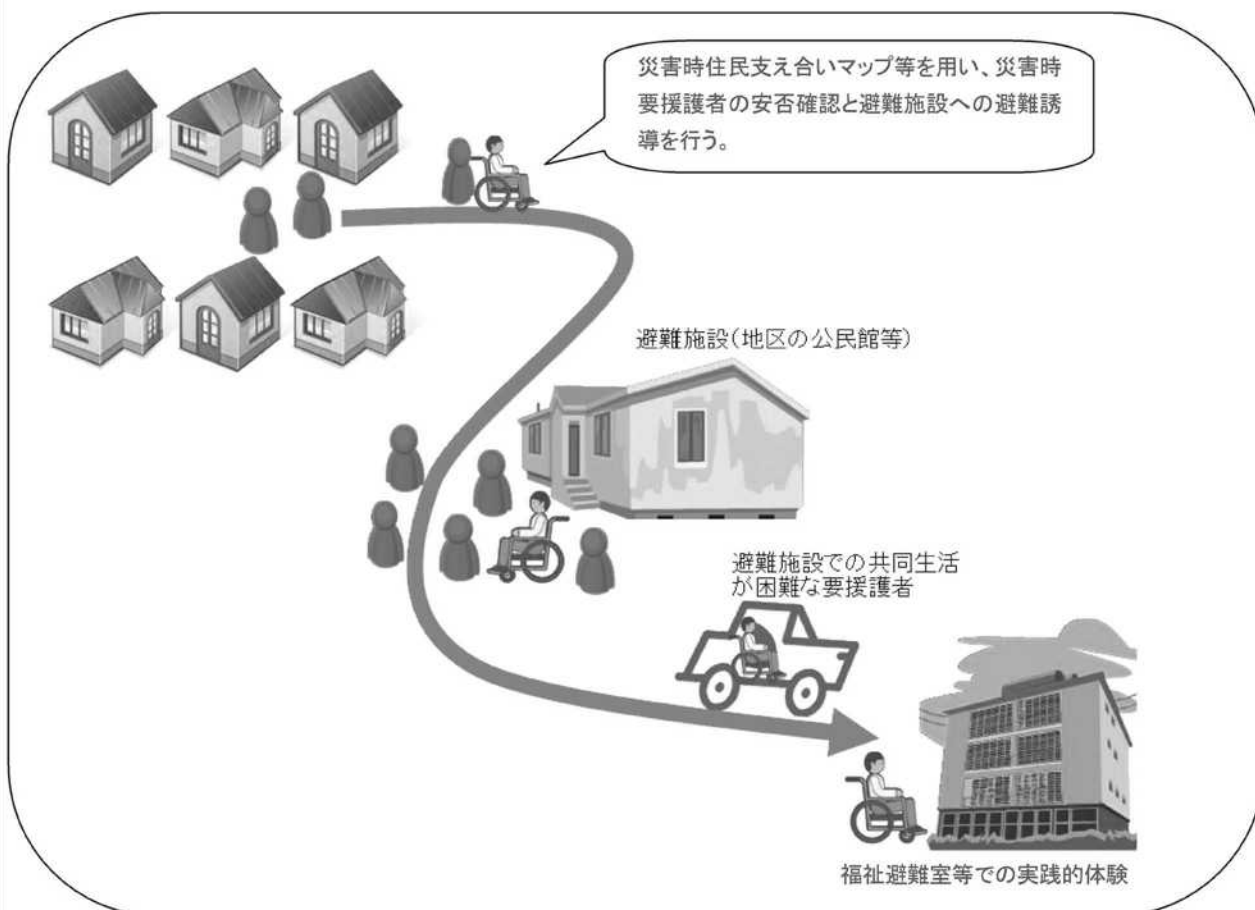 災害時住民支え合いマップ等を用い、災害時
要援護者の安否確認と避難施設への避難誘
導を行う。
避難施設(地区の公民館等)
避難施設での共同生活
が困難な要援護者
福祉避難室等での実践的体験